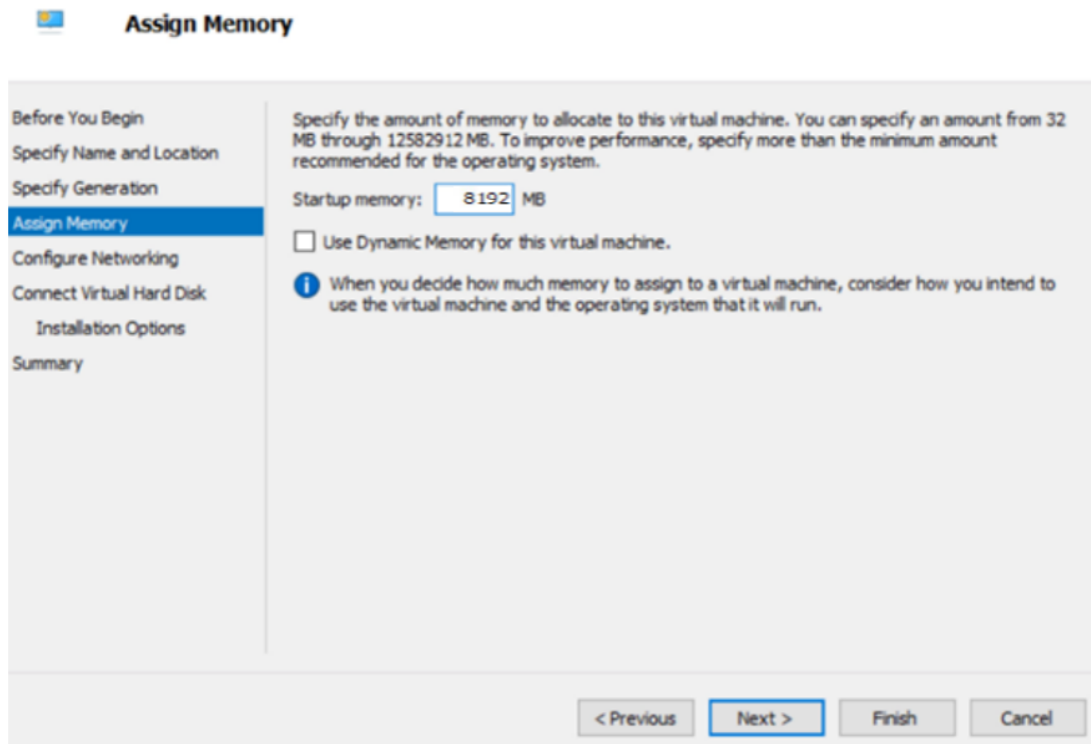 Assign Memory
Before You Begin
Specify Name and Location
Specify Generation
Assign Memory
Configure Networking
Connect Virtual Hard Disk
Installation Options
Summary
Specify the amount of memory to allocate to this virtual machine. You can specify an amount from 32
MB through 12582912 MB. To improve performance, specify more than the minimum amount
recommended for the operating system.
Startup memory: 8192 MB
Use Dynamic Memory for this virtual machine.
When you decide how much memory to assign to a virtual machine, consider how you intend to
use the virtual machine and the operating system that it will run.
< Previous Next > Finish Cancel